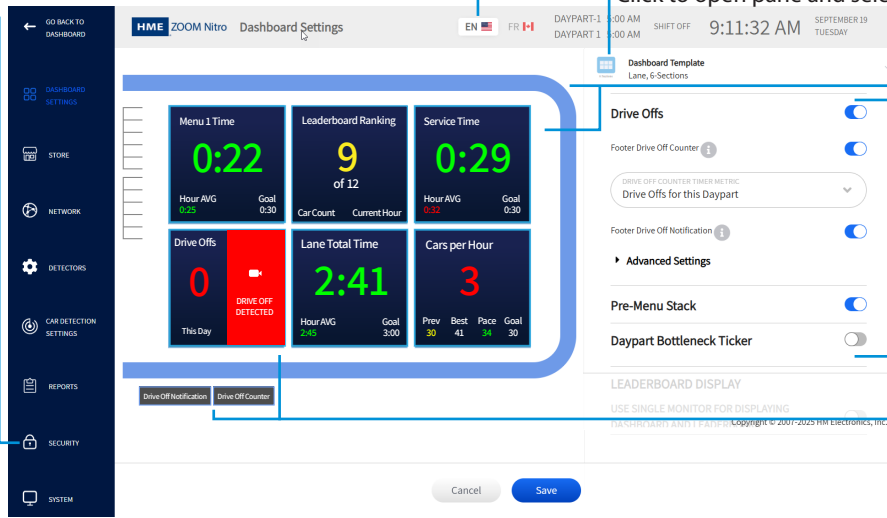 Click to open pane and sele
GO BACK TO
DASHBOARD
HME ZOOM Nitro Dashboard Settings
EN FR
DAYPART-1 5:00 AM
DAYPART 1 5:00 AM
SHIFT OFF
9:11:32 AM
SEPTEMBER 19
TUESDAY
DASHBOARD
SETTINGS
STORE
NETWORK
DETECTORS
CAR DETECTION
SETTINGS
REPORTS
SECURITY
SYSTEM
Menu 1 Time
0:22
Hour AVG Goal
0:25 0:30
Leaderboard Ranking
9
of 12
Car Count Current Hour
Service Time
0:29
Hour AVG Goal
0:32 0:30
Drive Offs
0
This Day
DRIVE OFF
DETECTED
Lane Total Time
2:41
Hour AVG Goal
2:45 3:00
Cars per Hour
3
Prev Best Pace Goal
30 41 34 30
Drive Off Notification Drive Off Counter
Dashboard Template
Lane, 6-Sections
Drive Offs
Footer Drive Off Counter i
DRIVE OFF COUNTER TIMER METRIC
Drive Offs for this Daypart
Footer Drive Off Notification i
Advanced Settings
Pre-Menu Stack
Daypart Bottleneck Ticker
LEADERBOARD DISPLAY
USE SINGLE MONITOR FOR DISPLAYING
DASHBOARD AND LEADER
Copyright © 2007-2025 HM Electronics, Inc.
Cancel Save